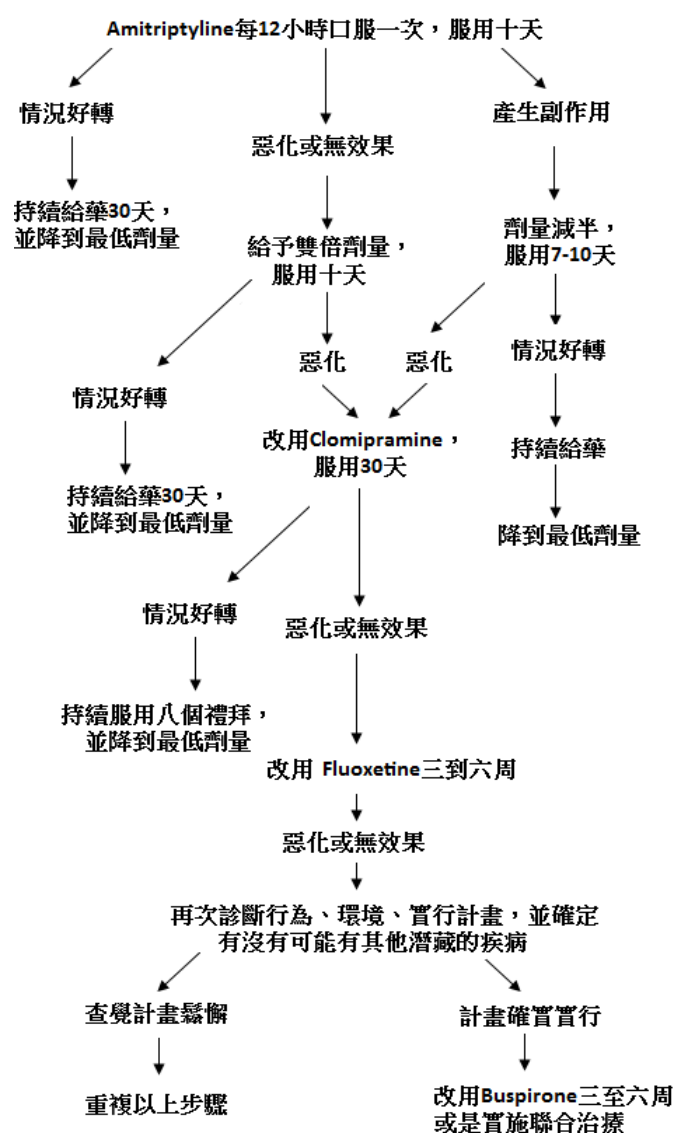 Amitriptyline每12小時口服一次，服用十天
情況好轉
產生副作用
惡化或無效果
持續給藥30天，
並降到最低劑量
劑量減半，
服用7-10天
給予雙倍劑量，
服用十天
惡化
惡化
情況好轉
情況好轉
改用Clomipramine，
服用30天
持續給藥
持續給藥30天，
並降到最低劑量
降到最低劑量
情況好轉
惡化或無效果
持續服用八個禮拜，
並降到最低劑量
改用 Fluoxetine三到六周
惡化或無效果
再次診斷行為、環境、實行計畫，並確定
有沒有可能有其他潛藏的疾病
查覺計畫鬆懈
計畫確實實行
重複以上步驟
改用Buspirone三至六周
或是實施聯合治療